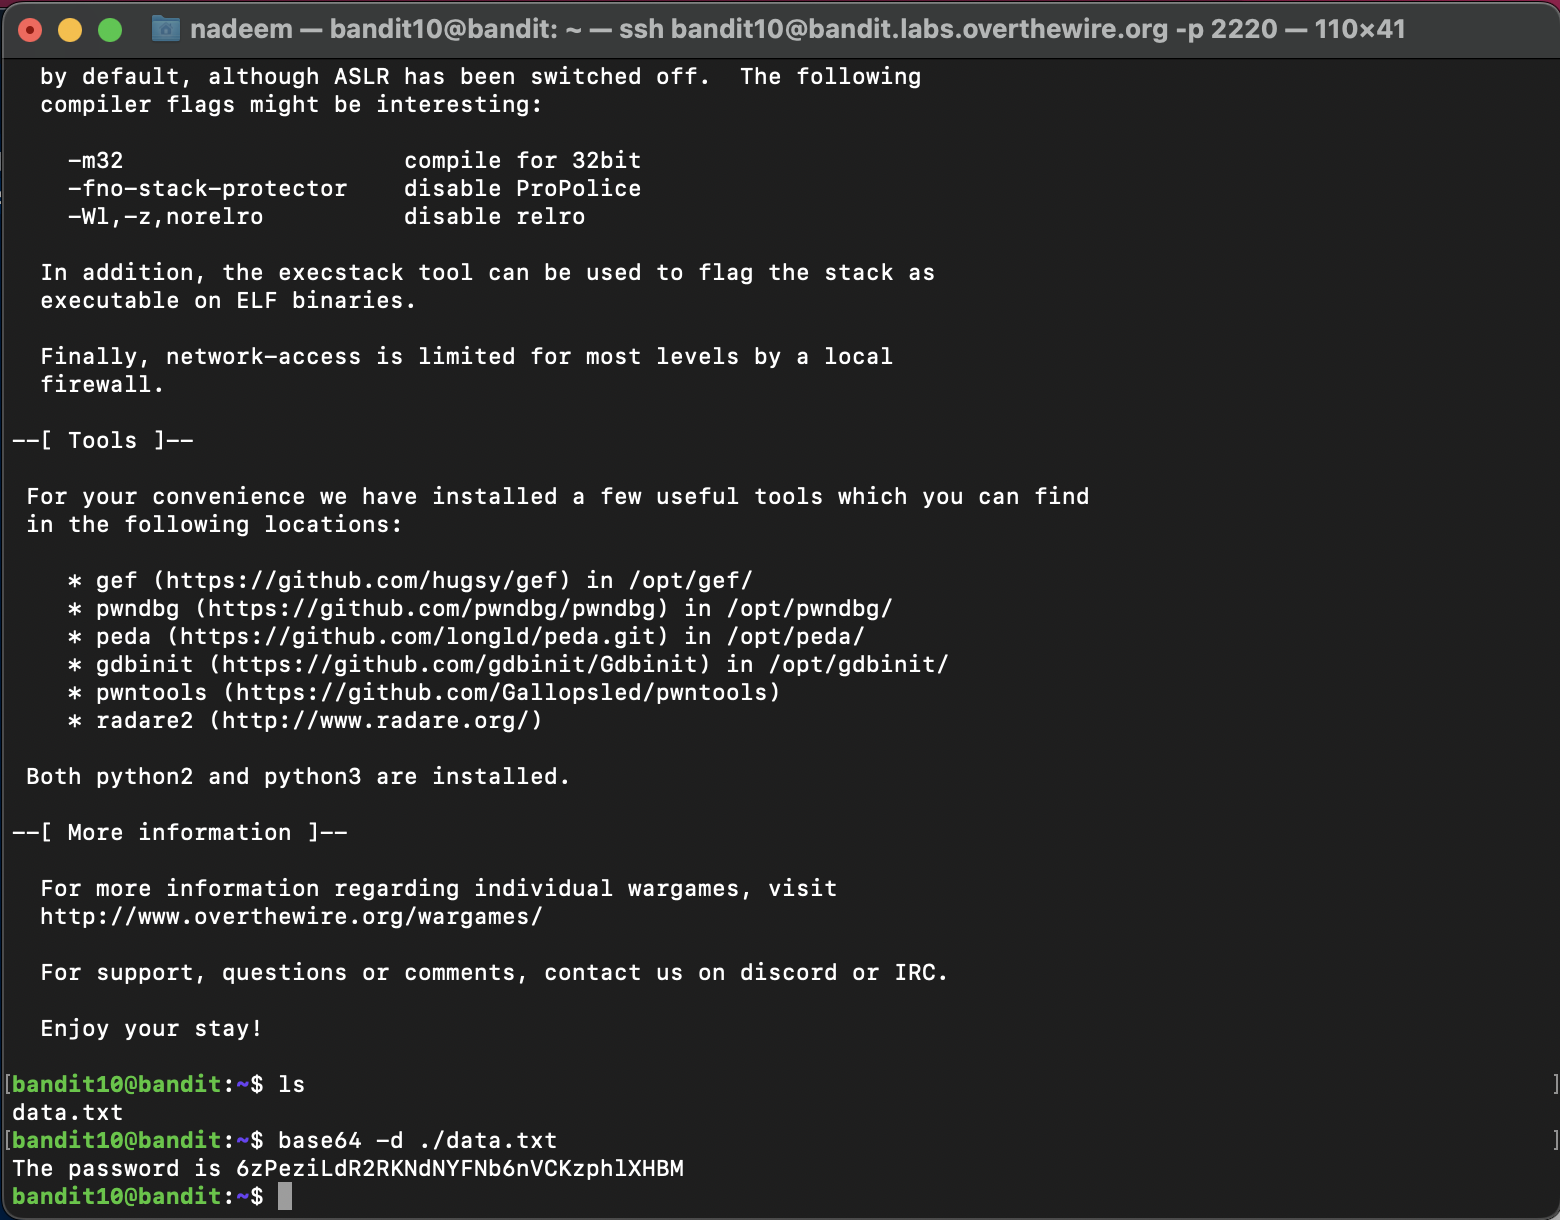 nadeem — bandit10@bandit: ~ — ssh bandit10@bandit.labs.overthewire.org -p 2220 — 110×41
by default, although ASLR has been switched off.  The following
compiler flags might be interesting:
-m32                    compile for 32bit
-fno-stack-protector    disable ProPolice
-Wl,-z,norelro          disable relro
In addition, the execstack tool can be used to flag the stack as
executable on ELF binaries.
Finally, network-access is limited for most levels by a local
firewall.
--[ Tools ]--
For your convenience we have installed a few useful tools which you can find
in the following locations:
* gef (https://github.com/hugsy/gef) in /opt/gef/
* pwndbg (https://github.com/pwndbg/pwndbg) in /opt/pwndbg/
* peda (https://github.com/longld/peda.git) in /opt/peda/
* gdbinit (https://github.com/gdbinit/Gdbinit) in /opt/gdbinit/
* pwntools (https://github.com/Gallopsled/pwntools)
* radare2 (http://www.radare.org/)
Both python2 and python3 are installed.
--[ More information ]--
For more information regarding individual wargames, visit
http://www.overthewire.org/wargames/
For support, questions or comments, contact us on discord or IRC.
Enjoy your stay!
[bandit10@bandit:~$ ls ]
data.txt
[bandit10@bandit:~$ base64 -d ./data.txt ]
The password is 6zPeziLdR2RKNdNYFNb6nVCKzphlXHBM
bandit10@bandit:~$